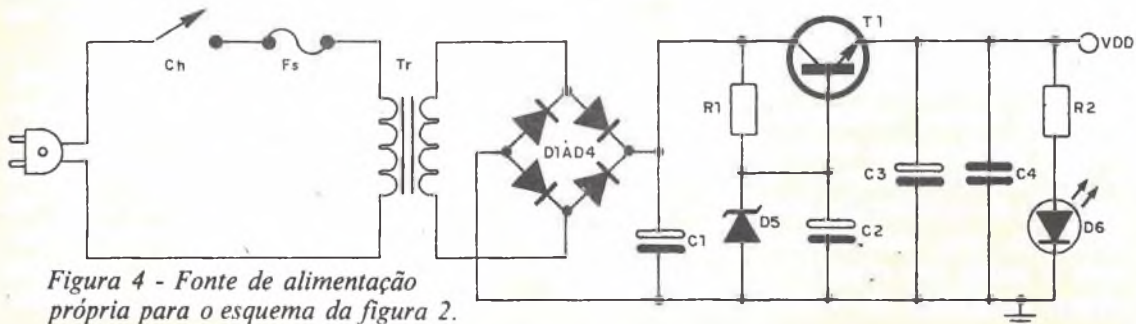 T1
VDD
Ch
Fs
Tr
R1
R2
D1ÀD4
C3
C4
D5
C1
C2
D6
Figura 4 - Fonte de alimentação
própria para o esquema da figura 2.